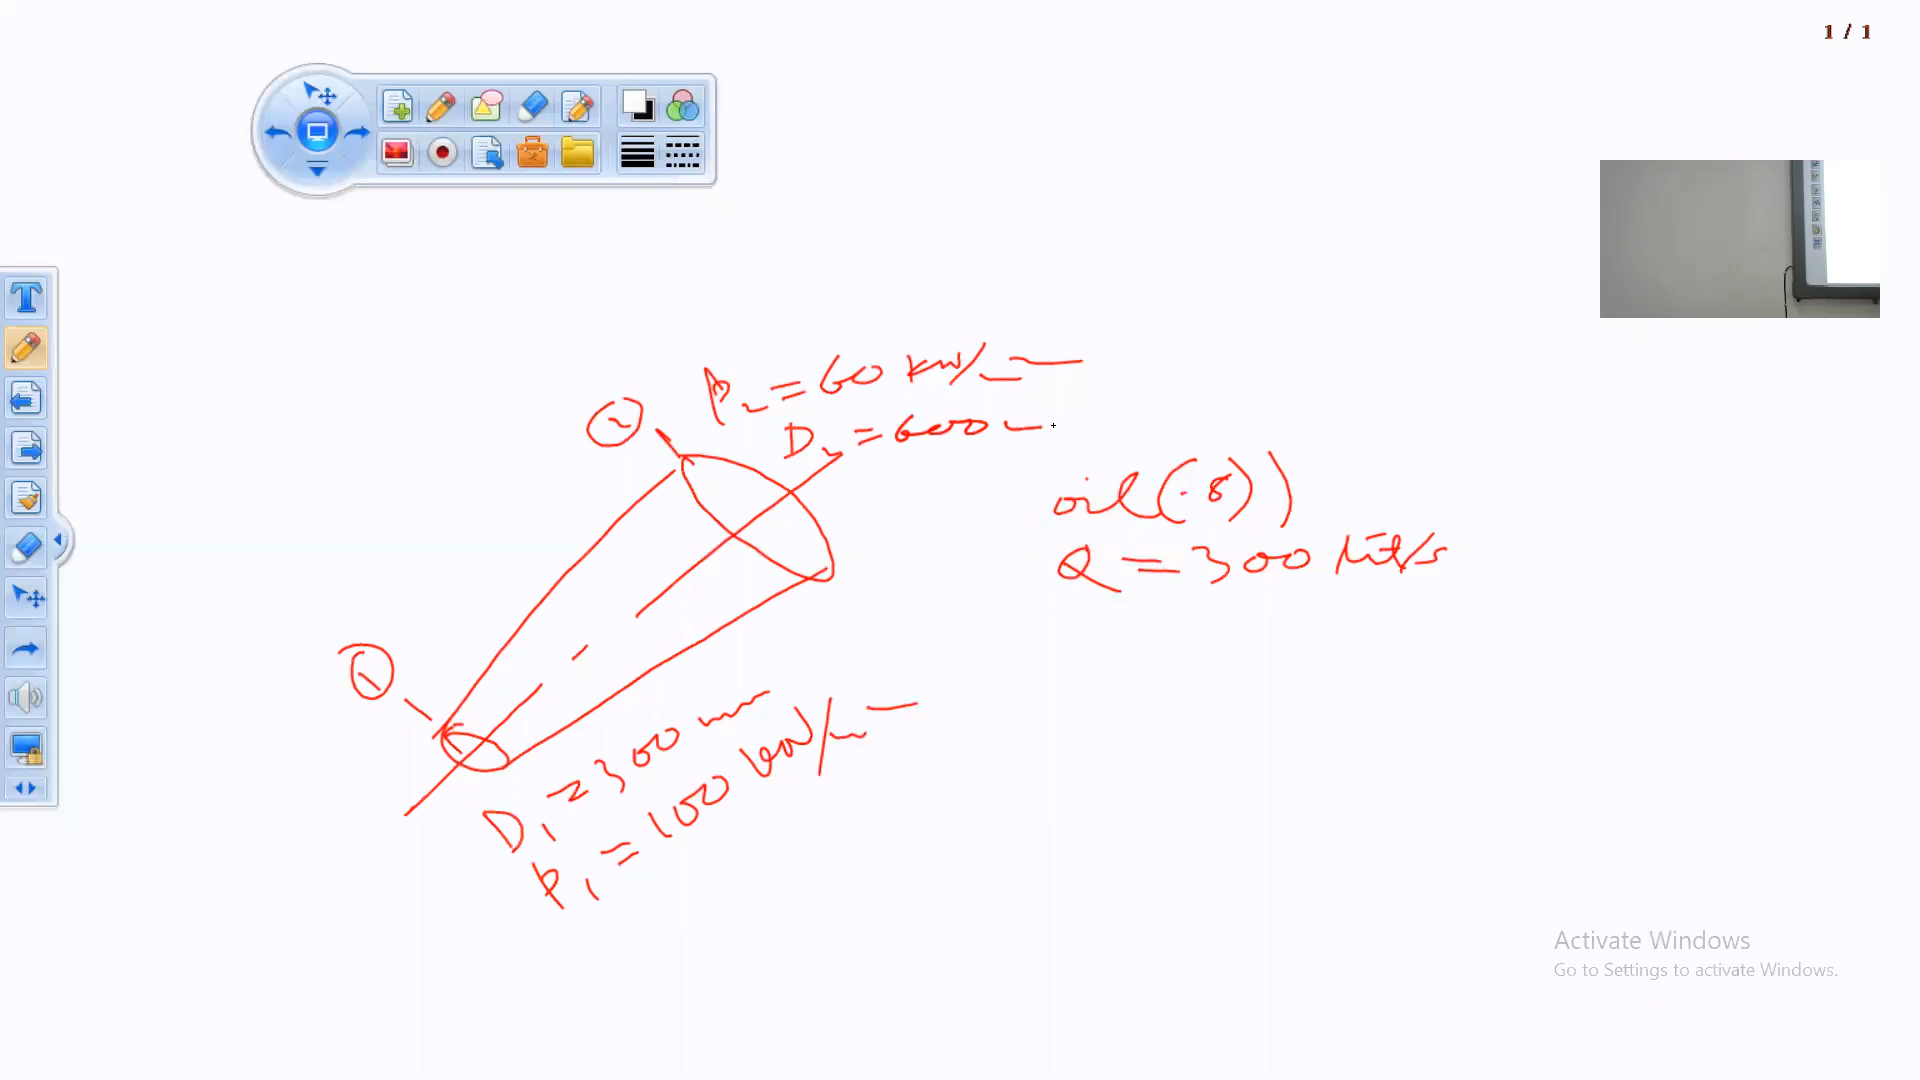 1 / 1
②
p₂ = 60 kN/m²
D₂ = 600 m
oil (.8))
Q = 300 lit/s
①
D₁ = 300 mm
p₁ = 100 kN/m²
Activate Windows
Go to Settings to activate Windows.